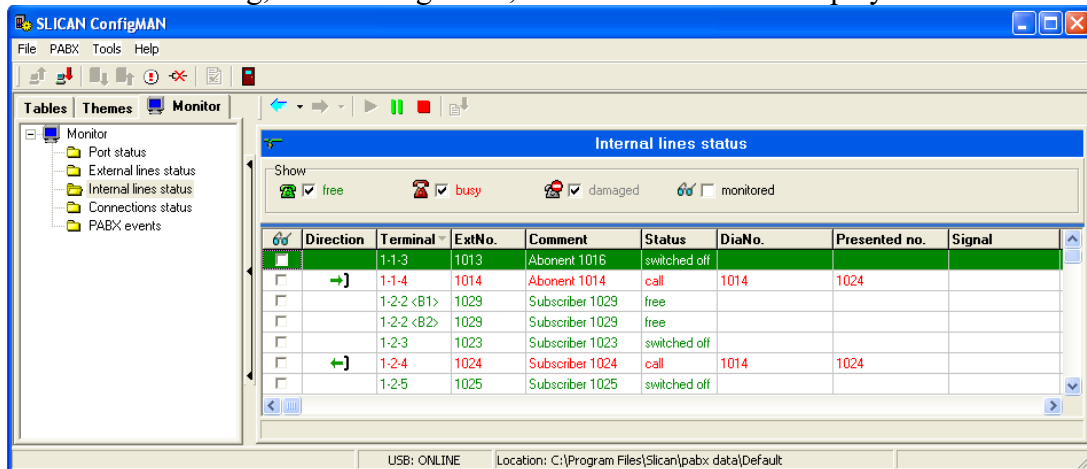 SLICAN ConfigMAN
File PABX Tools Help
Tables Themes Monitor
Monitor
Port status
External lines status
Internal lines status
Connections status
PABX events
Internal lines status
Show
free busy damaged monitored
Direction Terminal ExtNo. Comment Status DiaNo. Presented no. Signal
1-1-3 1013 Abonent 1016 switched off
1-1-4 1014 Abonent 1014 call 1014 1024
1-2-2 <B1> 1029 Subscriber 1029 free
1-2-2 <B2> 1029 Subscriber 1029 free
1-2-3 1023 Subscriber 1023 switched off
1-2-4 1024 Subscriber 1024 call 1014 1024
1-2-5 1025 Subscriber 1025 switched off
USB: ONLINE Location: C:\Program Files\Slican\pabx data\Default